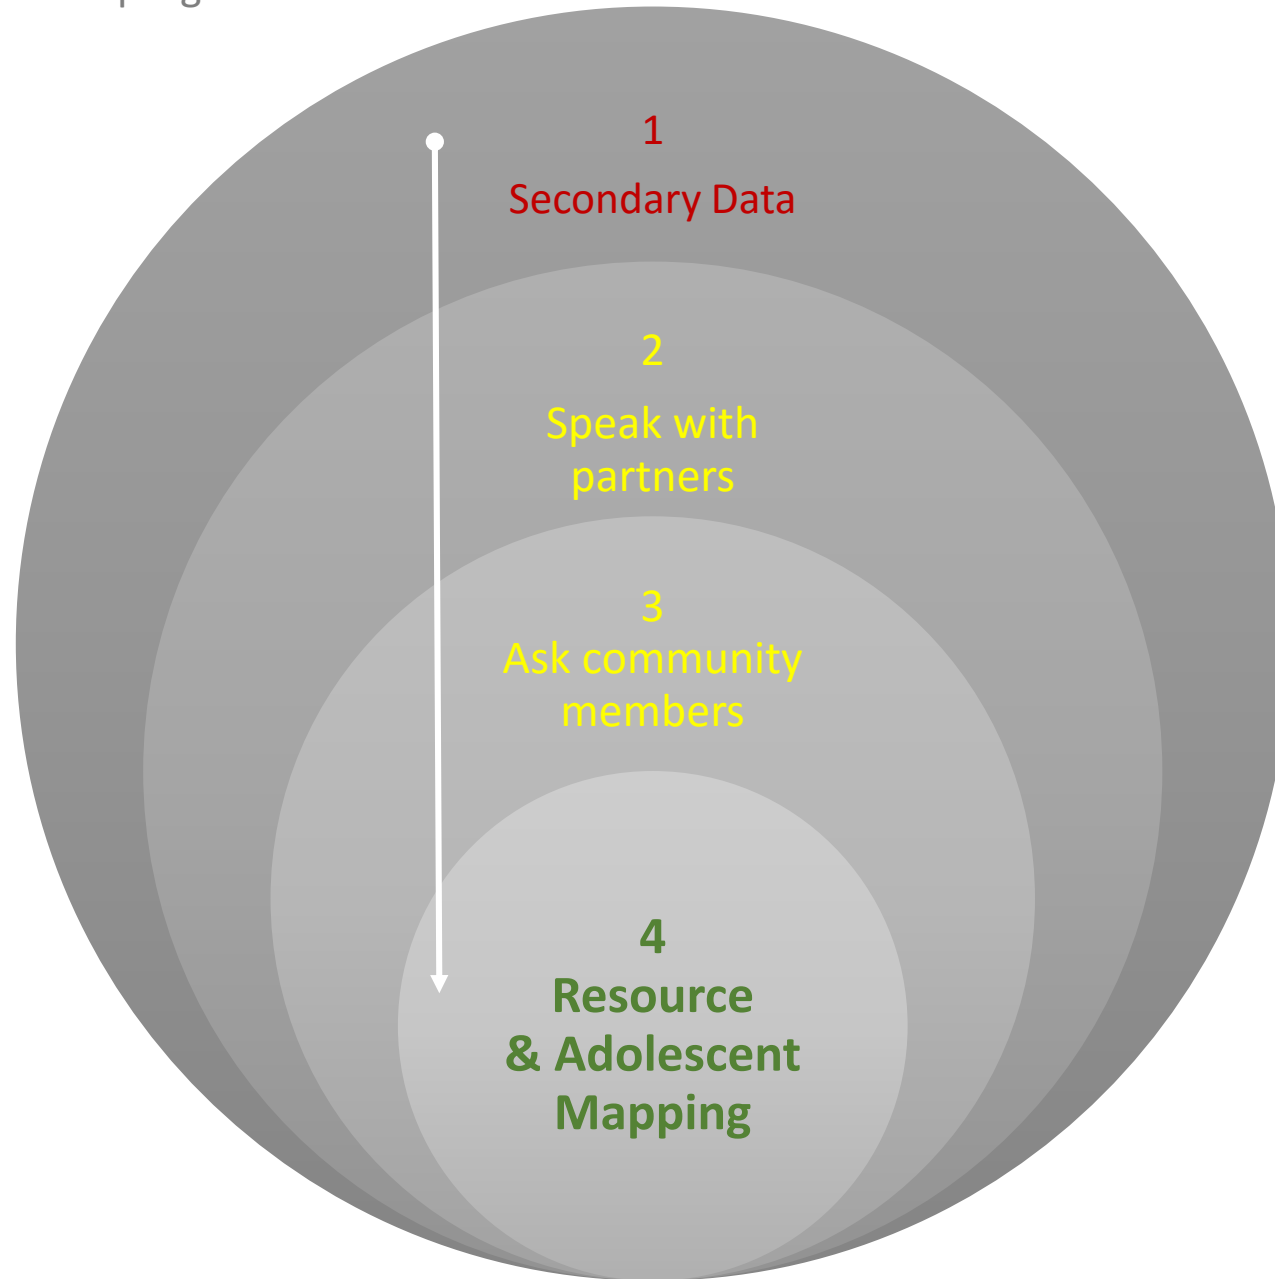 1
Secondary Data
2
Speak with
partners
3
Ask community
members
4
Resource
& Adolescent
Mapping